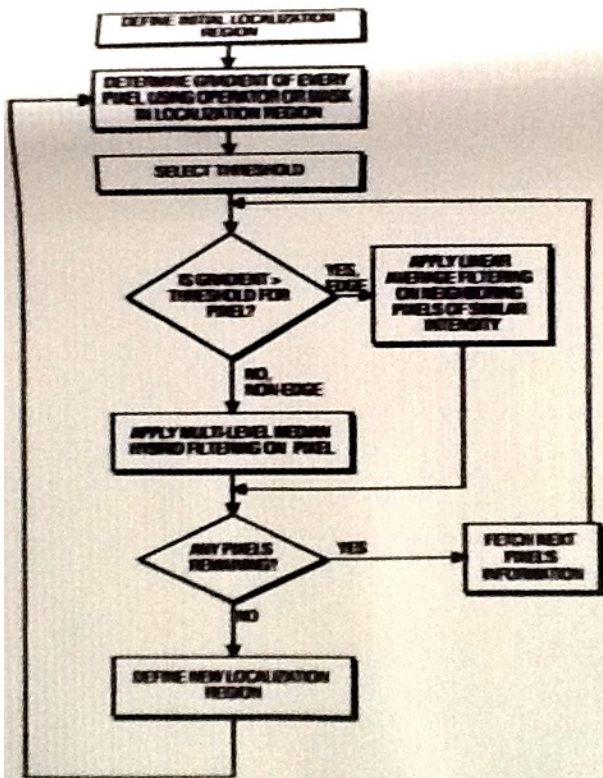 DEFINE INITIAL LOCALIZATION
REGION
DETERMINE GRADIENT OF EVERY
PIXEL USING OPERATOR OR MASK
IN LOCALIZATION REGION
SELECT THRESHOLD
IS GRADIENT >
THRESHOLD FOR
PIXEL?
YES,
EDGE
APPLY LINEAR
AVERAGE FILTERING
ON NEIGHBORING
PIXELS OF SIMILAR
INTENSITY
NO,
NON-EDGE
APPLY MULTI-LEVEL MEDIAN
HYBRID FILTERING ON PIXEL
ANY PIXELS
REMAINING?
YES
FETCH NEXT
PIXEL'S
INFORMATION
NO
DEFINE NEW LOCALIZATION
REGION